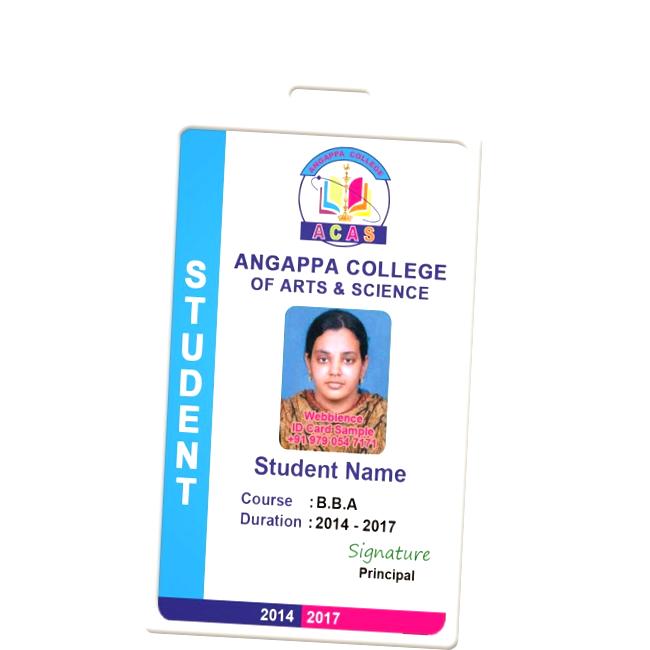 ANGAPPA COLLEGE
ACAS
ANGAPPA COLLEGE
OF ARTS & SCIENCE
STUDENT
Webblence
ID Card Sample
+91 979 054 7171
Student Name
Course : B.B.A
Duration : 2014 - 2017
Signature
Principal
2014 2017